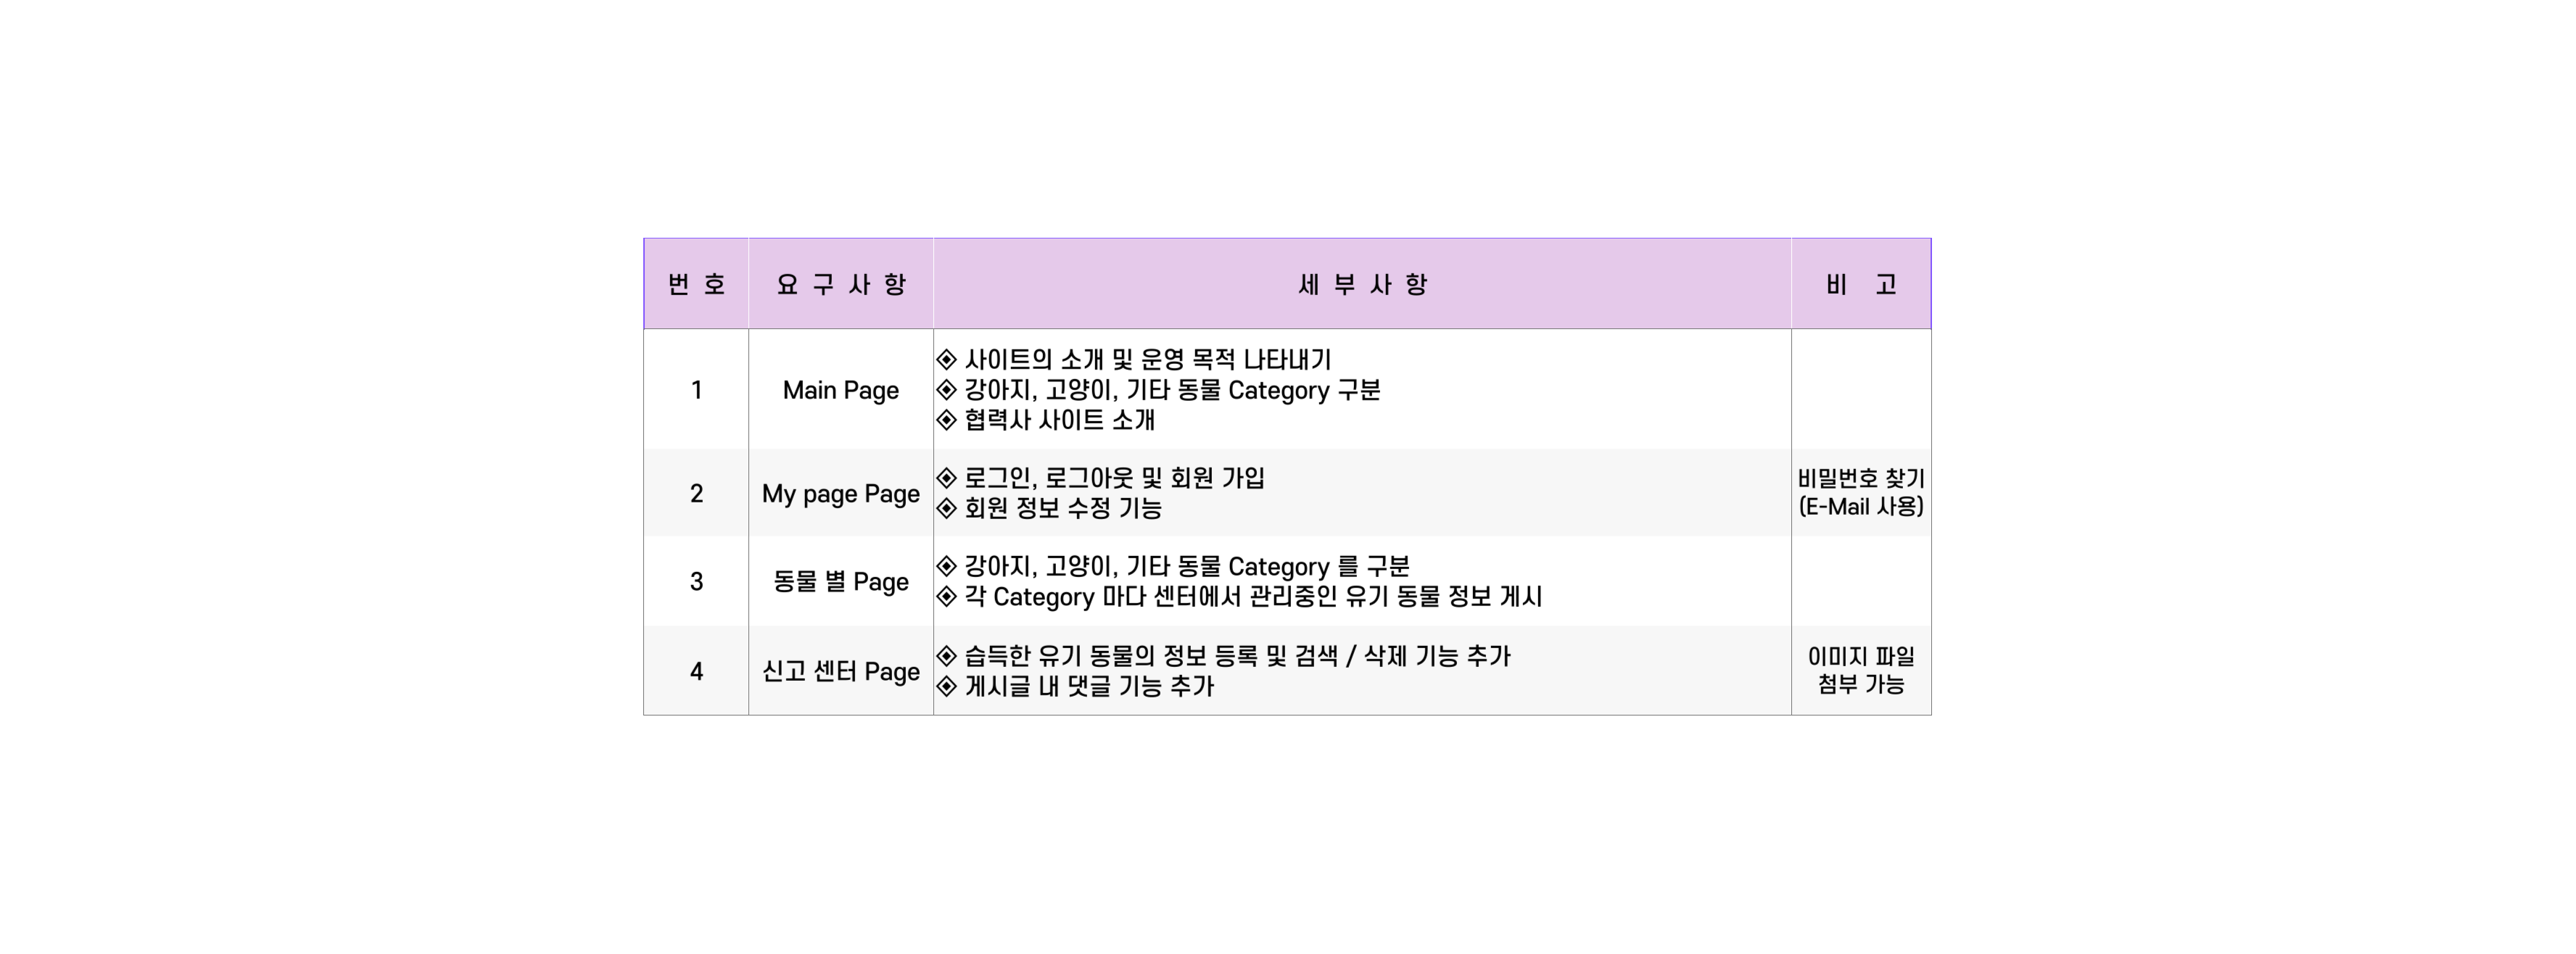 번 호 요 구 사 항 세 부 사 항 비 고
1 Main Page
◈ 사이트의 소개 및 운영 목적 나타내기
◈ 강아지, 고양이, 기타 동물 Category 구분
◈ 협력사 사이트 소개
2 My page Page
◈ 로그인, 로그아웃 및 회원 가입
◈ 회원 정보 수정 기능
비밀번호 찾기
(E-Mail 사용)
3 동물 별 Page
◈ 강아지, 고양이, 기타 동물 Category 를 구분
◈ 각 Category 마다 센터에서 관리중인 유기 동물 정보 게시
4 신고 센터 Page
◈ 습득한 유기 동물의 정보 등록 및 검색 / 삭제 기능 추가
◈ 게시글 내 댓글 기능 추가
이미지 파일
첨부 가능